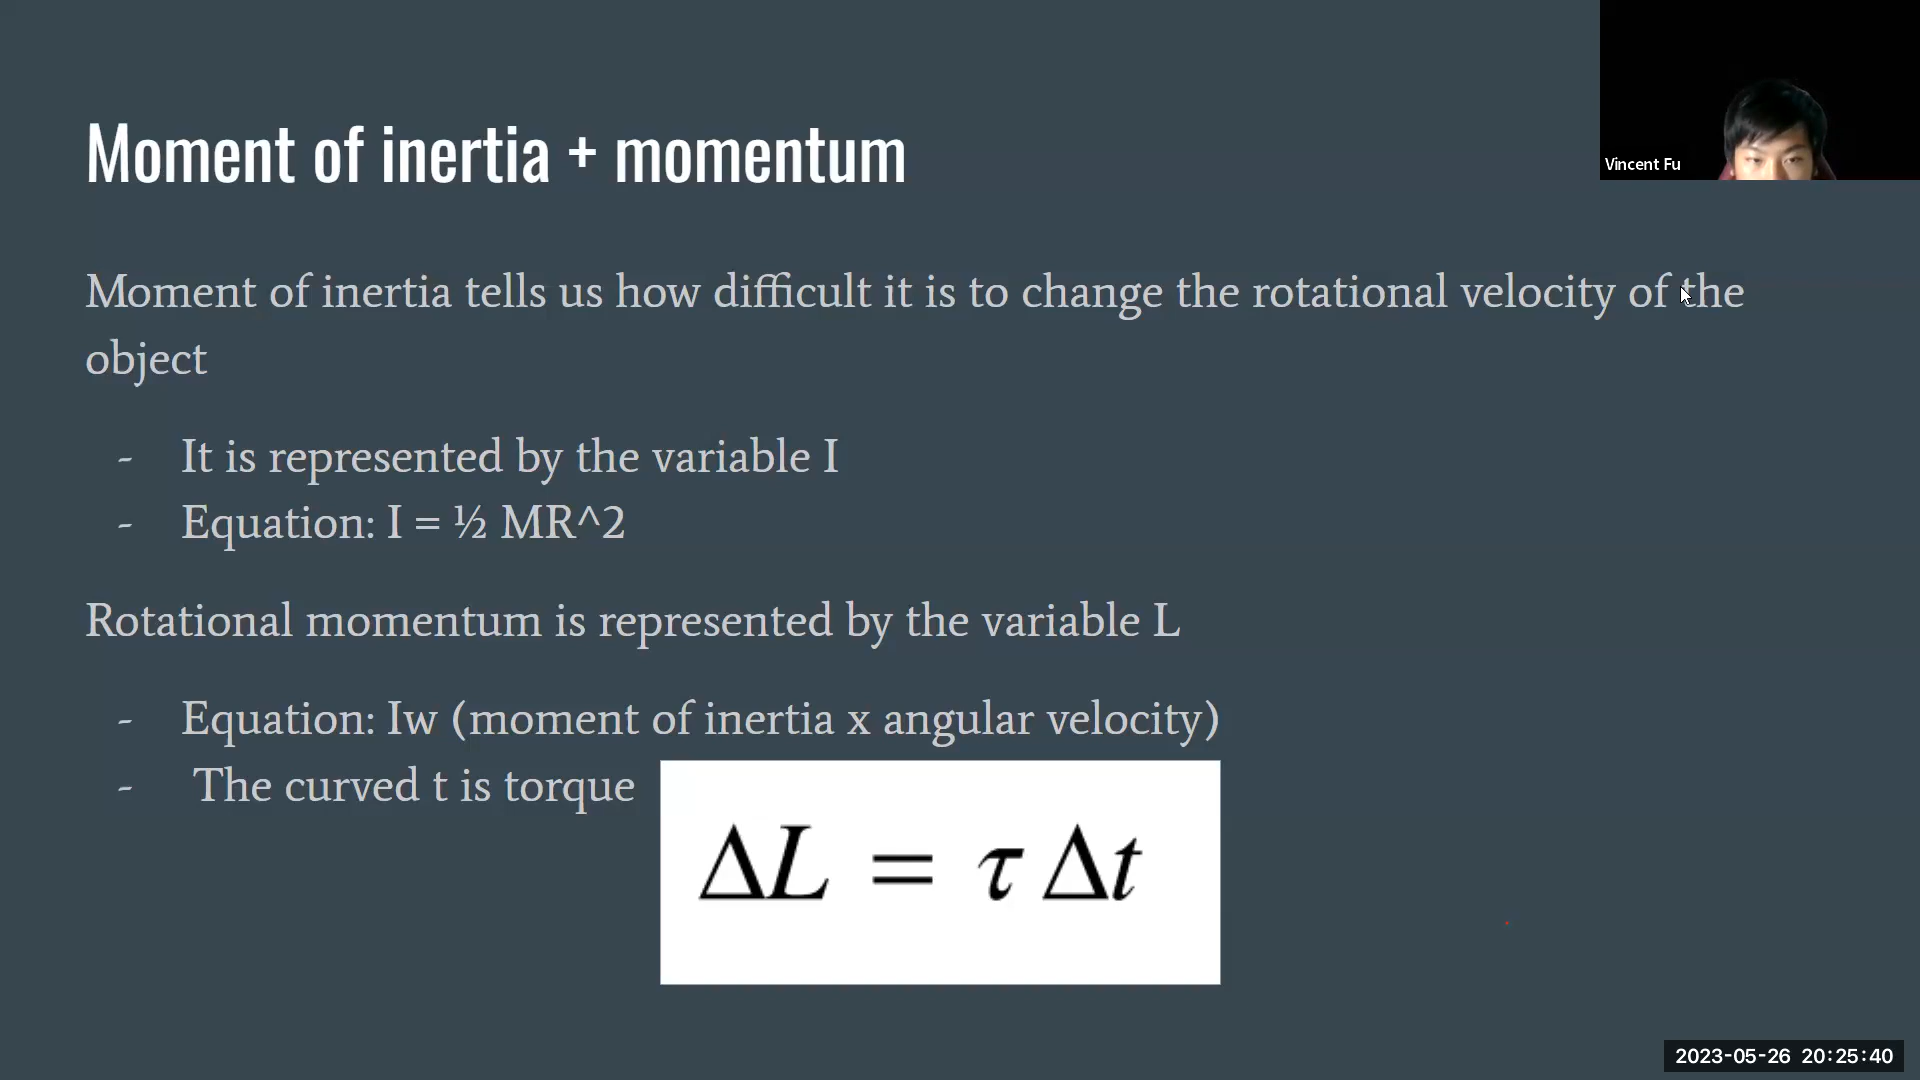 Moment of inertia + momentum
Vincent Fu
Moment of inertia tells us how difficult it is to change the rotational velocity of the
object
- It is represented by the variable I
- Equation: I = ½ MR^2
Rotational momentum is represented by the variable L
- Equation: Iw (moment of inertia x angular velocity)
- The curved t is torque
ΔL = τ Δt
2023-05-26 20:25:40